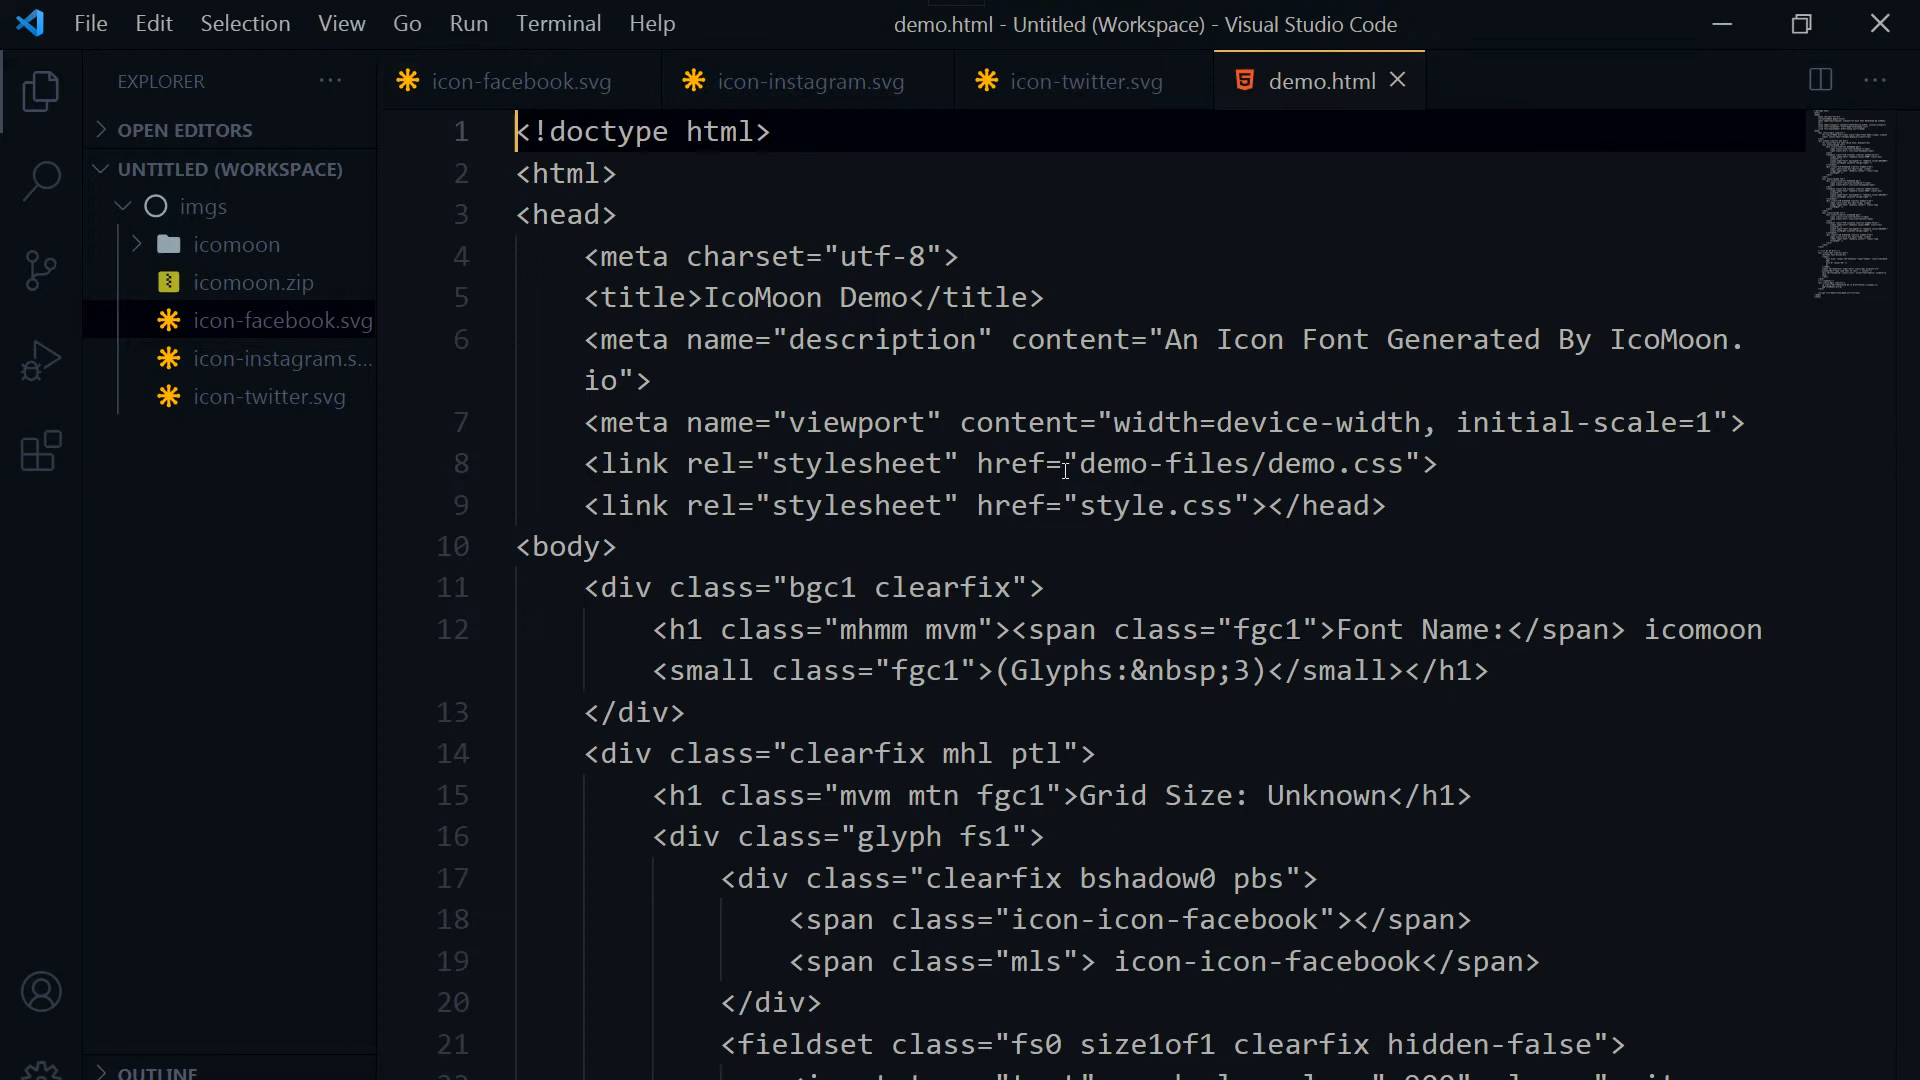 File Edit Selection View Go Run Terminal Help
demo.html - Untitled (Workspace) - Visual Studio Code
EXPLORER
OPEN EDITORS
UNTITLED (WORKSPACE)
imgs
icomoon
icomoon.zip
icon-facebook.svg
icon-instagram.s...
icon-twitter.svg
OUTLINE
icon-facebook.svg icon-instagram.svg icon-twitter.svg demo.html
1 <!doctype html>
2 <html>
3 <head>
4 <meta charset="utf-8">
5 <title>IcoMoon Demo</title>
6 <meta name="description" content="An Icon Font Generated By IcoMoon.
io">
7 <meta name="viewport" content="width=device-width, initial-scale=1">
8 <link rel="stylesheet" href="demo-files/demo.css">
9 <link rel="stylesheet" href="style.css"></head>
10 <body>
11 <div class="bgc1 clearfix">
12 <h1 class="mhmm mvm"><span class="fgc1">Font Name:</span> icomoon
<small class="fgc1">(Glyphs:&nbsp;3)</small></h1>
13 </div>
14 <div class="clearfix mhl ptl">
15 <h1 class="mvm mtn fgc1">Grid Size: Unknown</h1>
16 <div class="glyph fs1">
17 <div class="clearfix bshadow0 pbs">
18 <span class="icon-icon-facebook"></span>
19 <span class="mls"> icon-icon-facebook</span>
20 </div>
21 <fieldset class="fs0 size1of1 clearfix hidden-false">